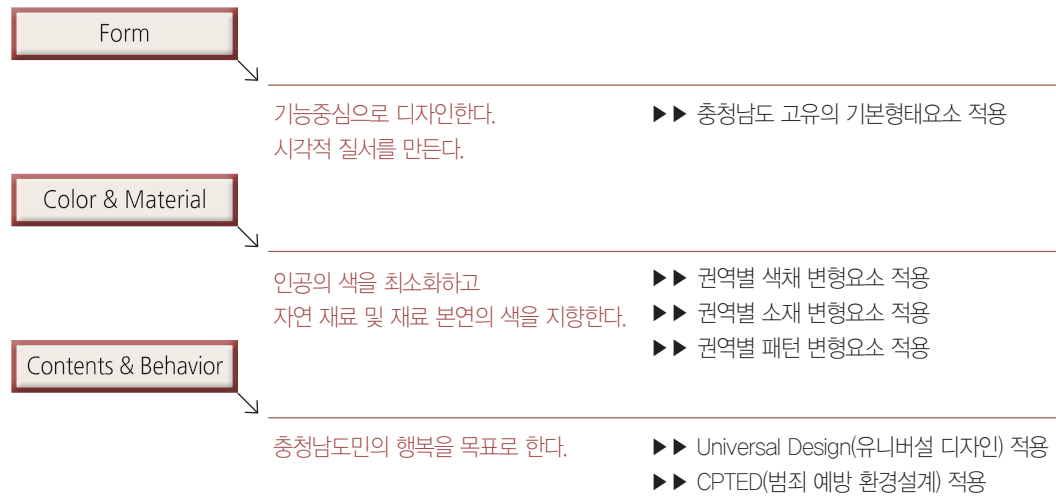 Form
기능중심으로 디자인한다.
시각적 질서를 만든다.
▶▶ 충청남도 고유의 기본형태요소 적용
Color & Material
인공의 색을 최소화하고
자연 재료 및 재료 본연의 색을 지향한다.
▶▶ 권역별 색채 변형요소 적용
▶▶ 권역별 소재 변형요소 적용
▶▶ 권역별 패턴 변형요소 적용
Contents & Behavior
충청남도민의 행복을 목표로 한다.
▶▶ Universal Design(유니버설 디자인) 적용
▶▶ CPTED(범죄 예방 환경설계) 적용